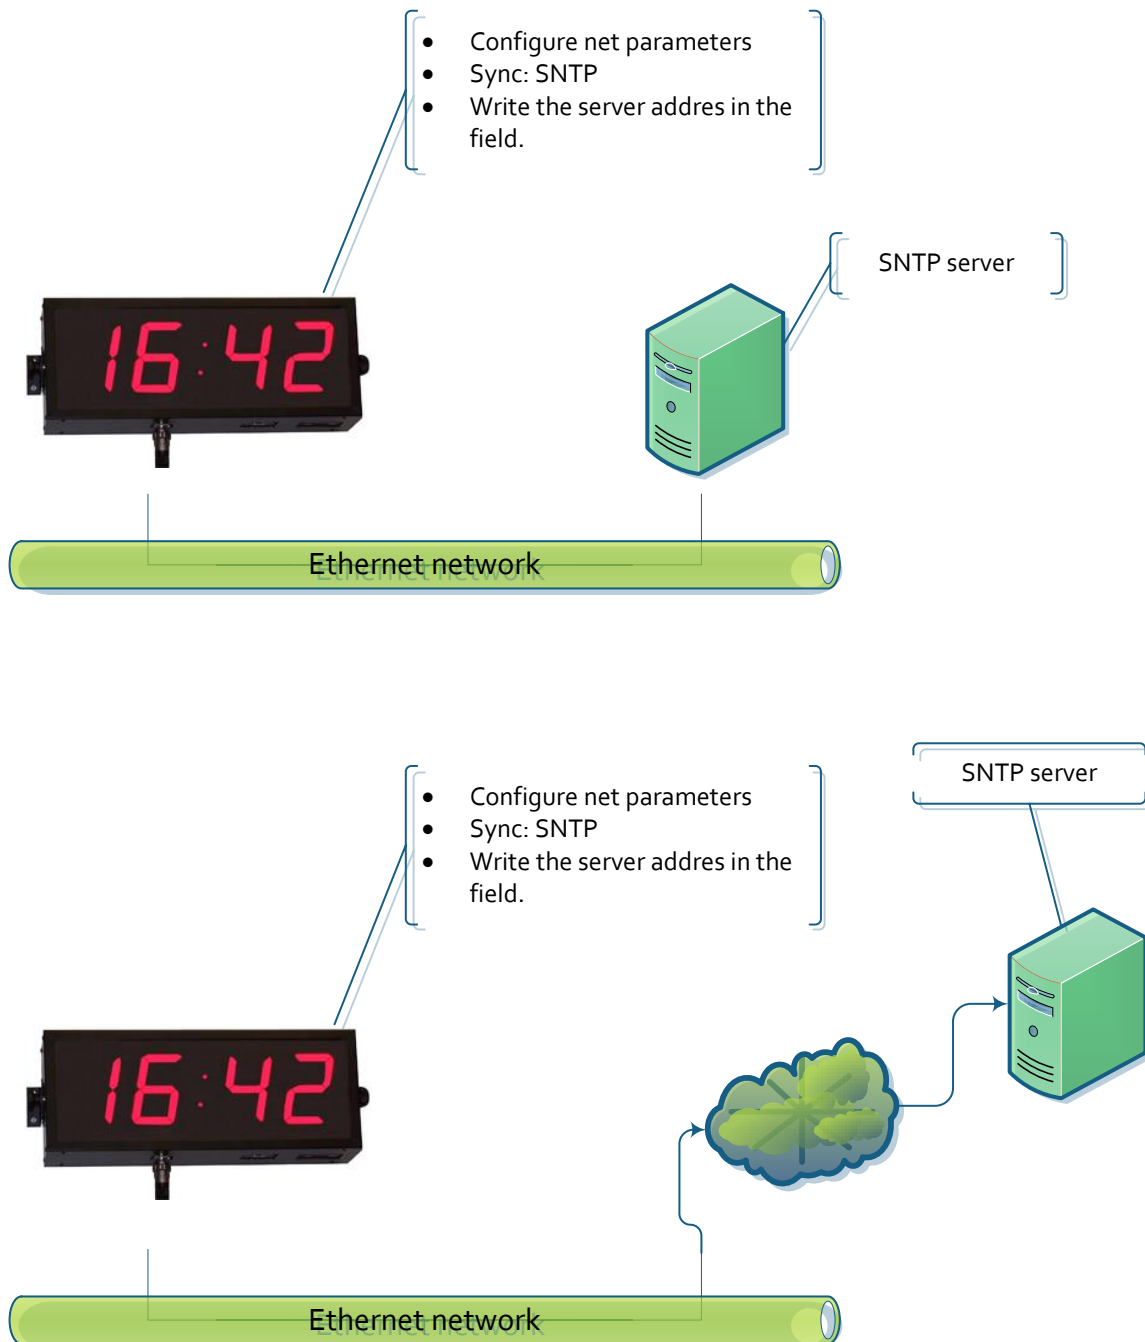 • Configure net parameters
• Sync: SNTP
• Write the server addres in the
field.
SNTP server
16:42
Ethernet network
SNTP server
• Configure net parameters
• Sync: SNTP
• Write the server addres in the
field.
16:42
Ethernet network